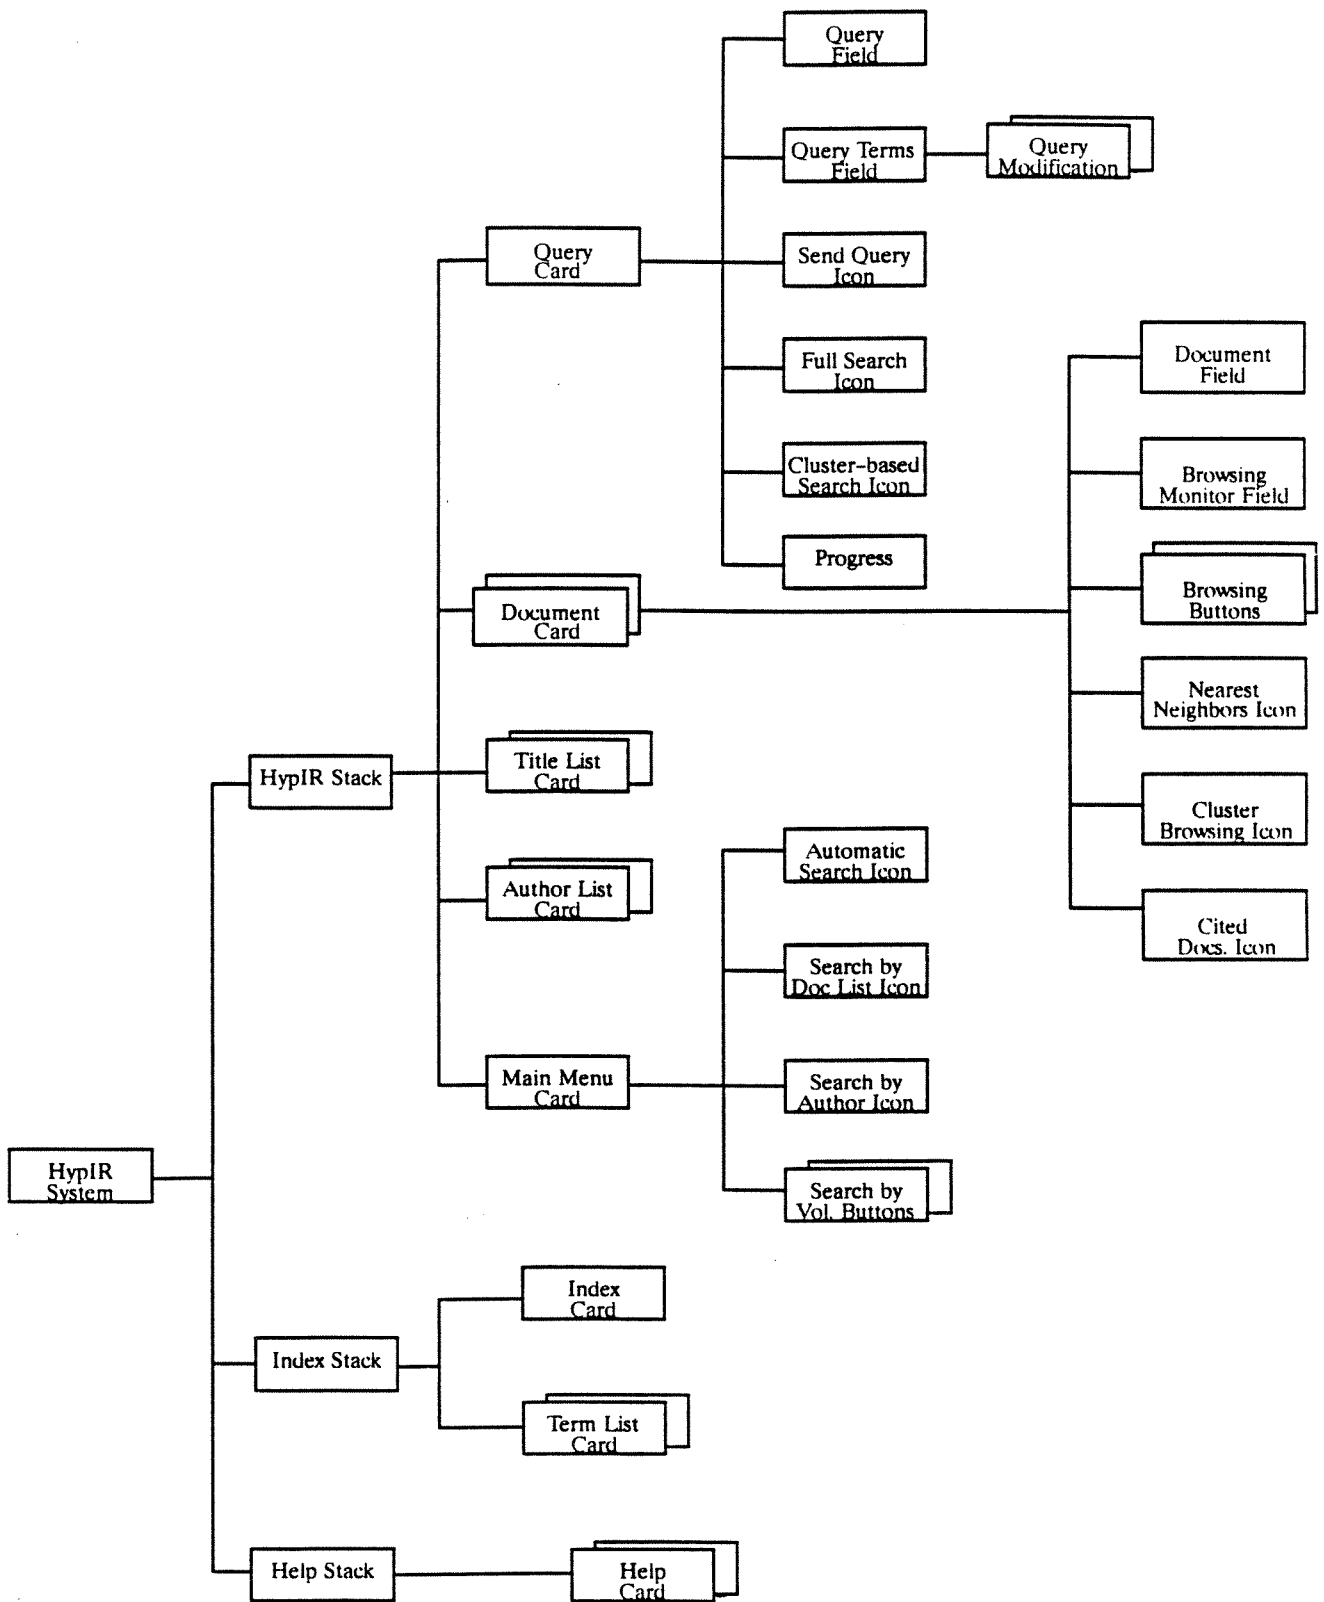 Query
Field
Query Terms
Field
Query
Modification
Query
Card
Send Query
Icon
Full Search
Icon
Document
Field
Cluster-based
Search Icon
Browsing
Monitor Field
Progress
Document
Card
Browsing
Buttons
Nearest
Neighbors Icon
HypIR Stack
Title List
Card
Cluster
Browsing Icon
Automatic
Search Icon
Author List
Card
Cited
Docs. Icon
Search by
Doc List Icon
Main Menu
Card
Search by
Author Icon
HypIR
System
Search by
Vol. Buttons
Index
Card
Index Stack
Term List
Card
Help Stack
Help
Card